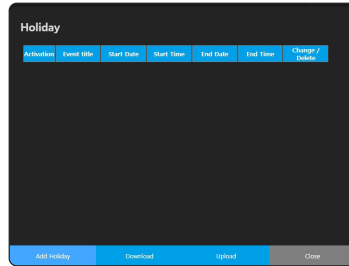 Holiday
Activation Event title Start Date Start Time End Date End Time Change /
Delete
Add Holiday Download Upload Close